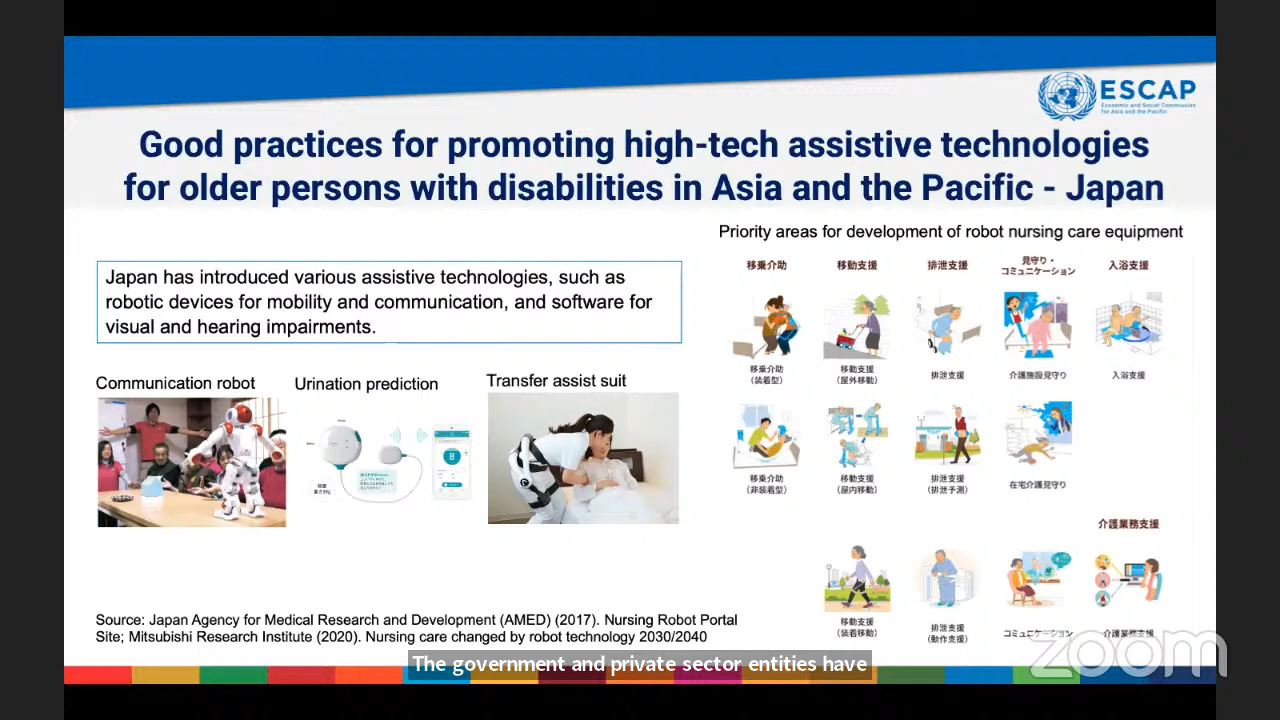 ESCAP
Economic and Social Commission
for Asia and the Pacific
Good practices for promoting high-tech assistive technologies
for older persons with disabilities in Asia and the Pacific - Japan
Japan has introduced various assistive technologies, such as
robotic devices for mobility and communication, and software for
visual and hearing impairments.
Communication robot
Urination prediction
Transfer assist suit
Priority areas for development of robot nursing care equipment
移乗介助
移動支援
排泄支援
見守り・
コミュニケーション
入浴支援
移乗介助
(装着型)
移動支援
(屋外移動)
排泄支援
介護施設見守り
入浴支援
移乗介助
(非装着型)
移動支援
(屋内移動)
排泄支援
(排泄予測)
在宅介護見守り
介護業務支援
移動支援
(装着移動)
排泄支援
(動作支援)
コミュニケーション
介護業務支援
Source: Japan Agency for Medical Research and Development (AMED) (2017). Nursing Robot Portal
Site; Mitsubishi Research Institute (2020). Nursing care changed by robot technology 2030/2040
The government and private sector entities have
zoom